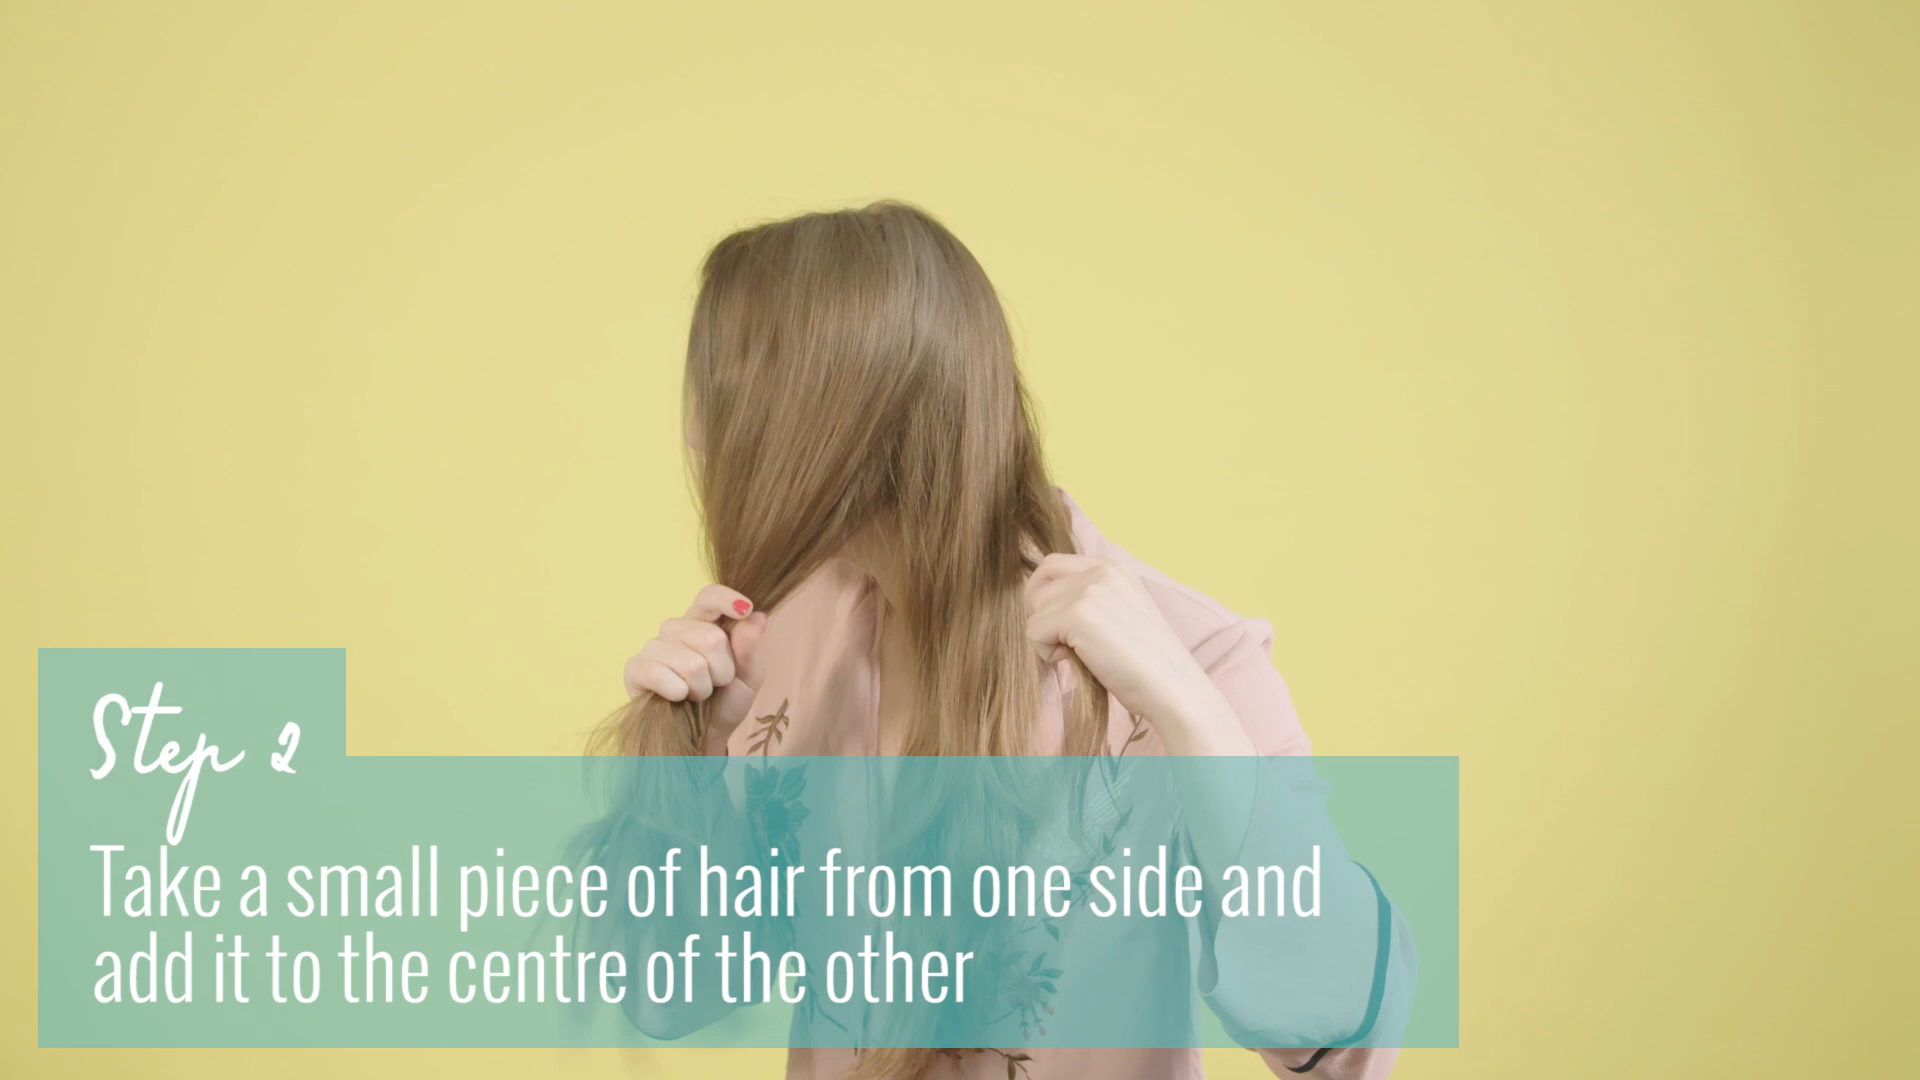 Step 2
Take a small piece of hair from one side and
add it to the centre of the other